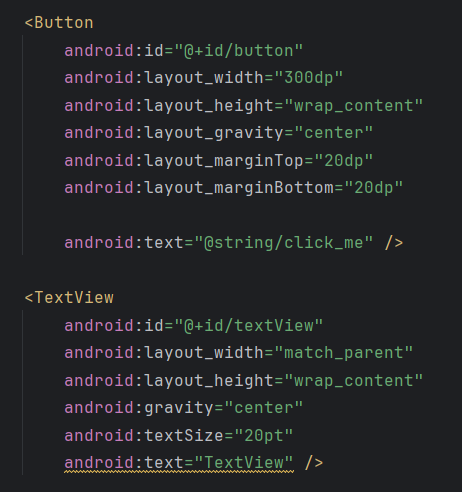 <Button
android:id="@+id/button"
android:layout_width="300dp"
android:layout_height="wrap_content"
android:layout_gravity="center"
android:layout_marginTop="20dp"
android:layout_marginBottom="20dp"
android:text="@string/click_me" />
<TextView
android:id="@+id/textView"
android:layout_width="match_parent"
android:layout_height="wrap_content"
android:gravity="center"
android:textSize="20pt"
android:text="TextView" />